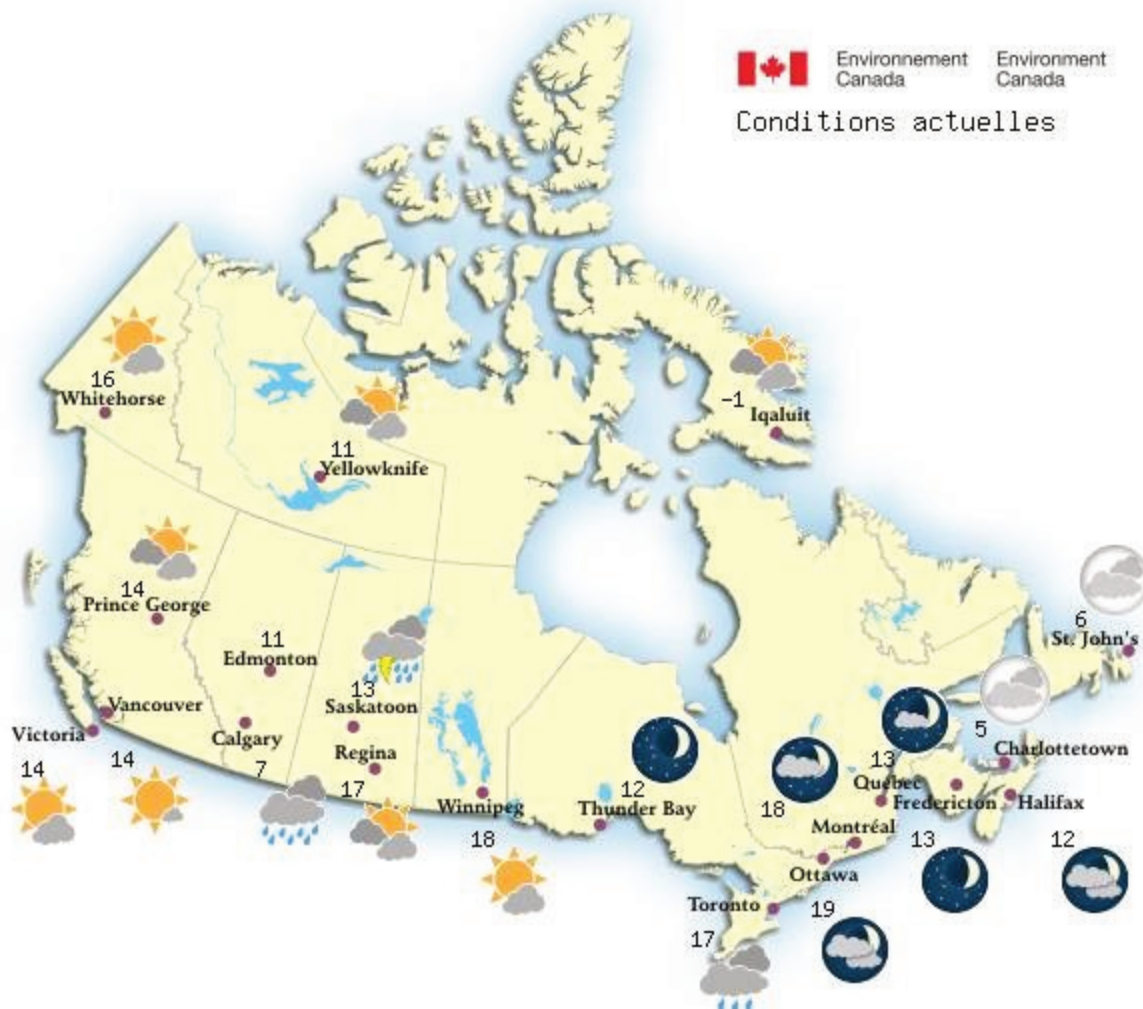 Environnement Canada
Environment Canada
Conditions actuelles
16
Whitehorse
-1
Iqaluit
11
Yellowknife
14
Prince George
6
St. John's
11
Edmonton
13
Saskatoon
Vancouver
Victoria
Calgary
Regina
14
14
7
17
Winnipeg
18
12
Thunder Bay
18
13
Québec
5
Charlottetown
Fredericton
Halifax
Montréal
13
12
Ottawa
Toronto
19
17